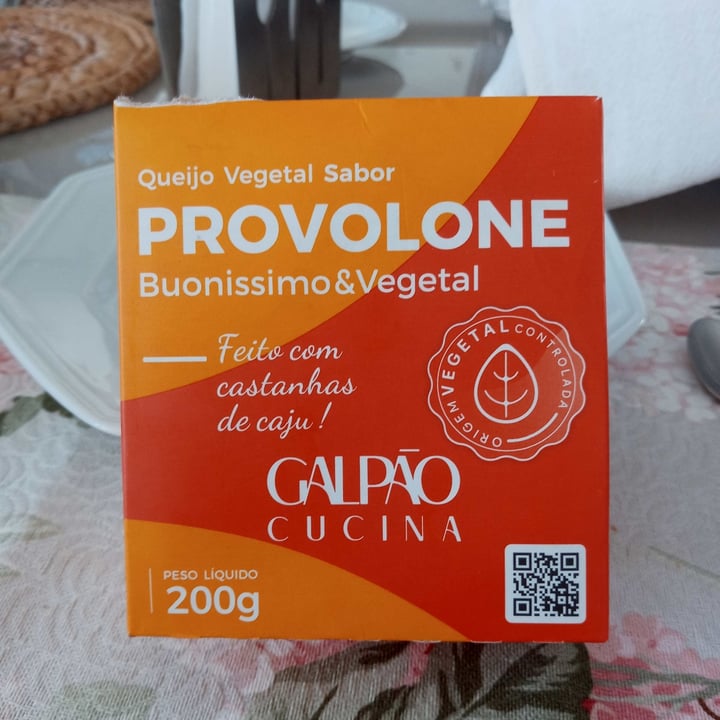 Queijo Vegetal Sabor
PROVOLONE
Buonissimo&Vegetal
Feito com
castanhas
de caju!
ORIGEM VEGETAL CONTROLADA
GALPÃO
CUCINA
PESO LÍQUIDO
200g